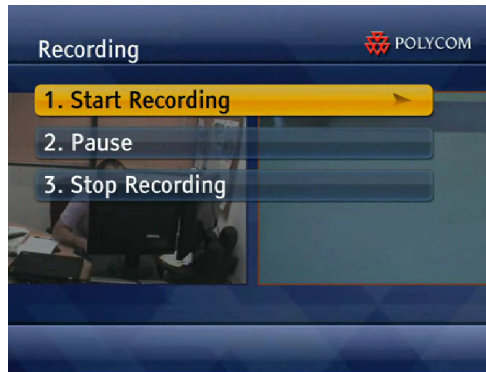 Recording
POLYCOM
1. Start Recording
2. Pause
3. Stop Recording